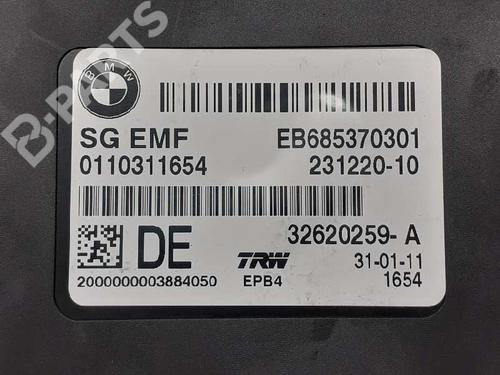 B-PARTS
BMW
SG EMF EB685370301
0110311654 231220-10
DE 32620259- A
TRW 31-01-11
2000000003884050 EPB4 1654